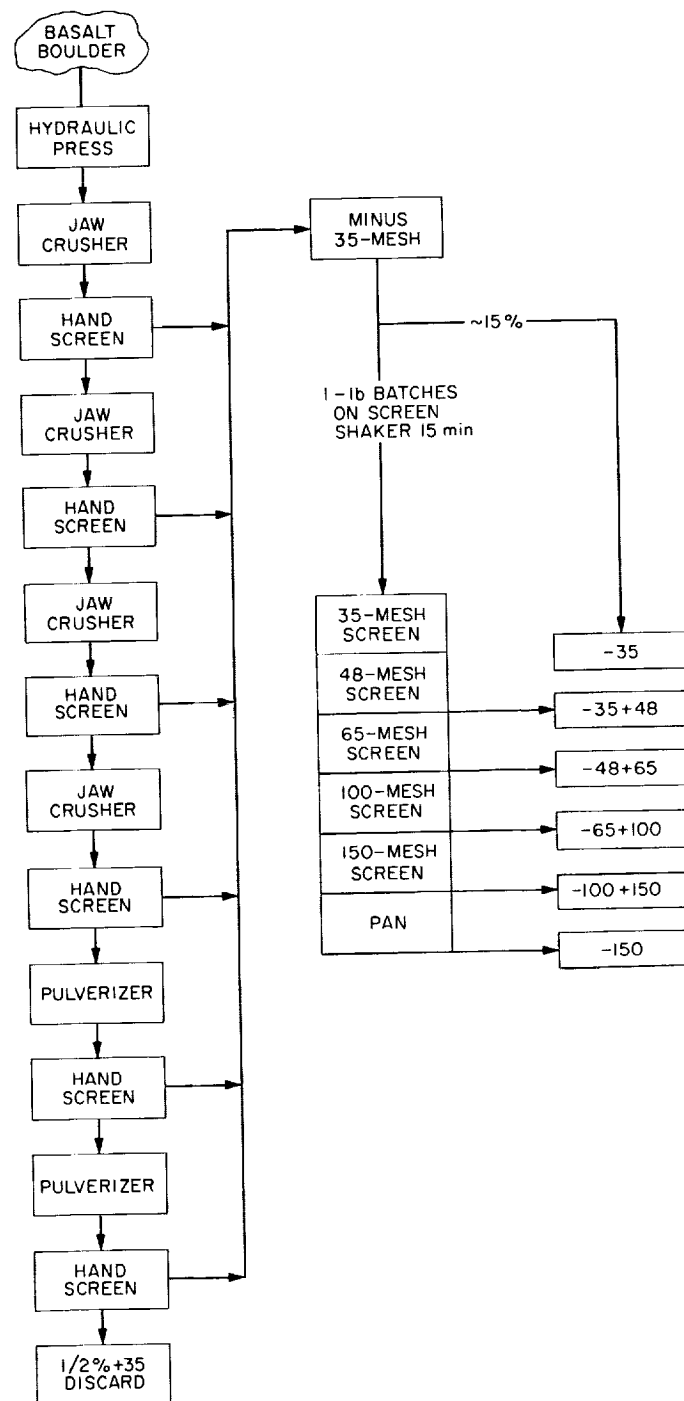 BASALT
BOULDER
HYDRAULIC
PRESS
JAW
CRUSHER
HAND
SCREEN
JAW
CRUSHER
HAND
SCREEN
JAW
CRUSHER
HAND
SCREEN
JAW
CRUSHER
HAND
SCREEN
PULVERIZER
HAND
SCREEN
PULVERIZER
HAND
SCREEN
1/2%+35
DISCARD
MINUS
35-MESH
~15%
1-lb BATCHES
ON SCREEN
SHAKER 15 min
35-MESH
SCREEN
48-MESH
SCREEN
65-MESH
SCREEN
100-MESH
SCREEN
150-MESH
SCREEN
PAN
-35
-35+48
-48+65
-65+100
-100+150
-150